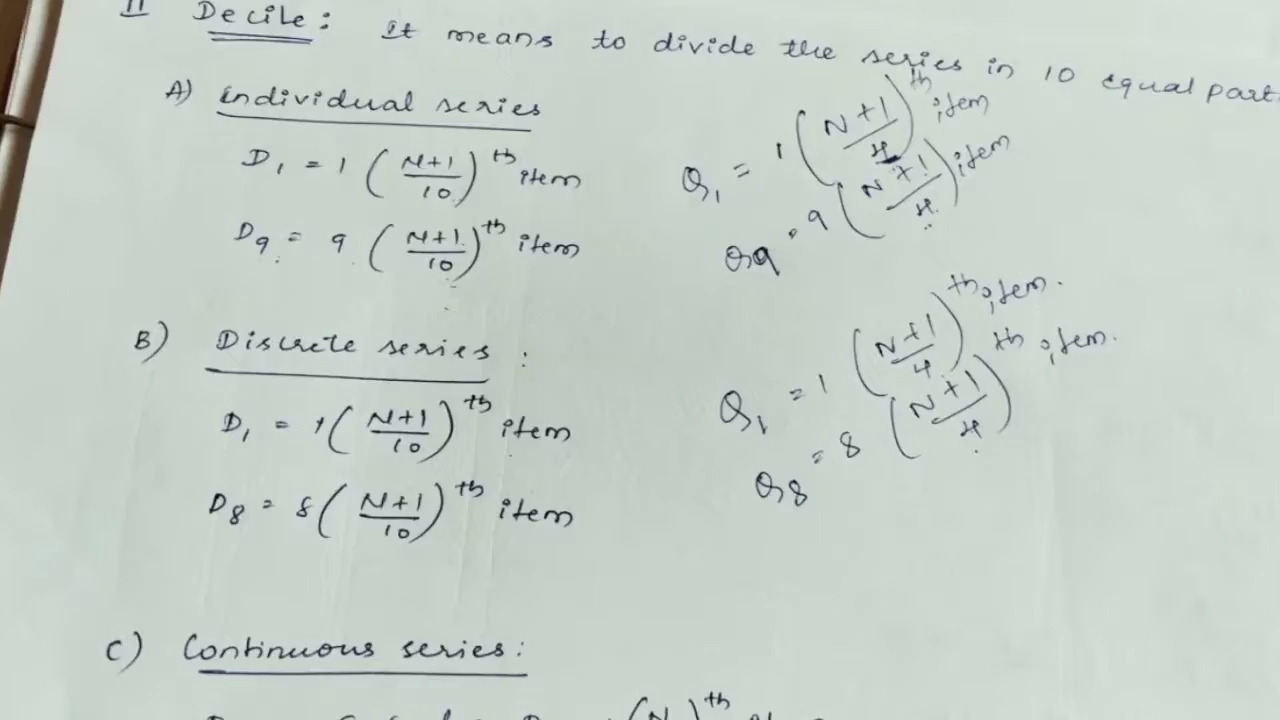 II Decile: It means to divide the series in 10 equal part
A) individual series
D₁ = 1 (N+1/10)th item
D9 = 9 (N+1/10)th item
Q₁ = 1 (N+1/4)th item
Q9 = 9 (N+1/4) item
B) Discrete series:
D₁ = 1 (N+1/10)th item
D8 = 8 (N+1/10)th item
Q₁ = 1 (N+1/4)th item.
Q8 = 8 (N+1/4)th item.
C) Continuous series:
(N)th